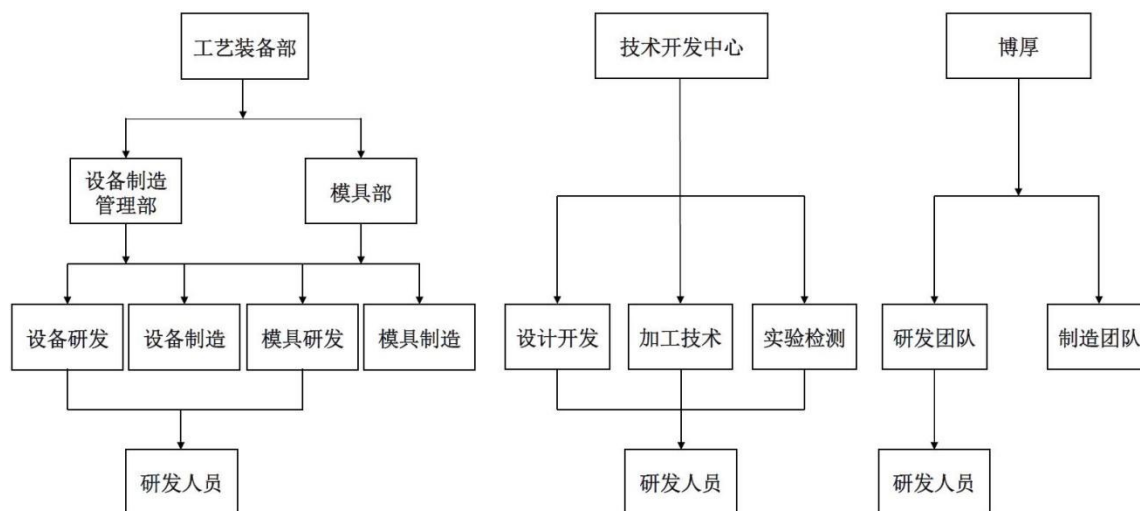 工艺装备部
技术开发中心
博厚
设备制造
管理部
模具部
设备研发
设备制造
模具研发
模具制造
设计开发
加工技术
实验检测
研发团队
制造团队
研发人员
研发人员
研发人员